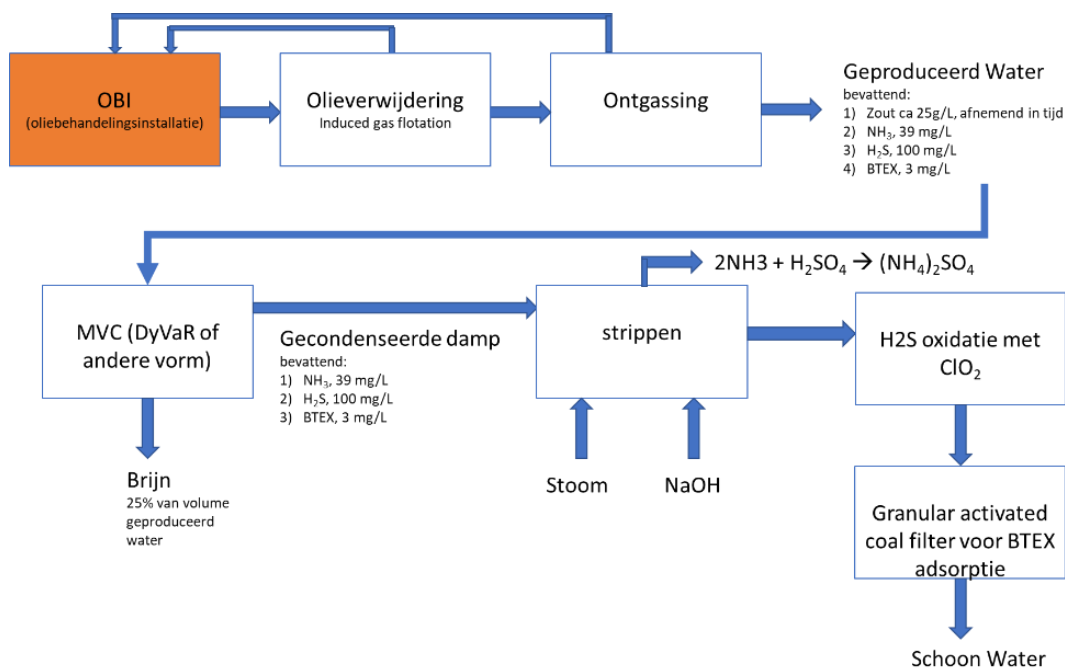 OBI
(oliebehandelingsinstallatie)
Olieverwijdering
Induced gas flotation
Ontgassing
Geproduceerd Water
bevattend:
1) Zout ca 25g/L, afnemend in tijd
2) NH₃, 39 mg/L
3) H₂S, 100 mg/L
4) BTEX, 3 mg/L
2NH3 + H₂SO₄ → (NH₄)₂SO₄
MVC (DyVaR of
andere vorm)
Gecondenseerde damp
bevattend:
1) NH₃, 39 mg/L
2) H₂S, 100 mg/L
3) BTEX, 3 mg/L
strippen
H2S oxidatie met
ClO₂
Brijn
25% van volume
geproduceerd
water
Stoom
NaOH
Granular activated
coal filter voor BTEX
adsorptie
Schoon Water